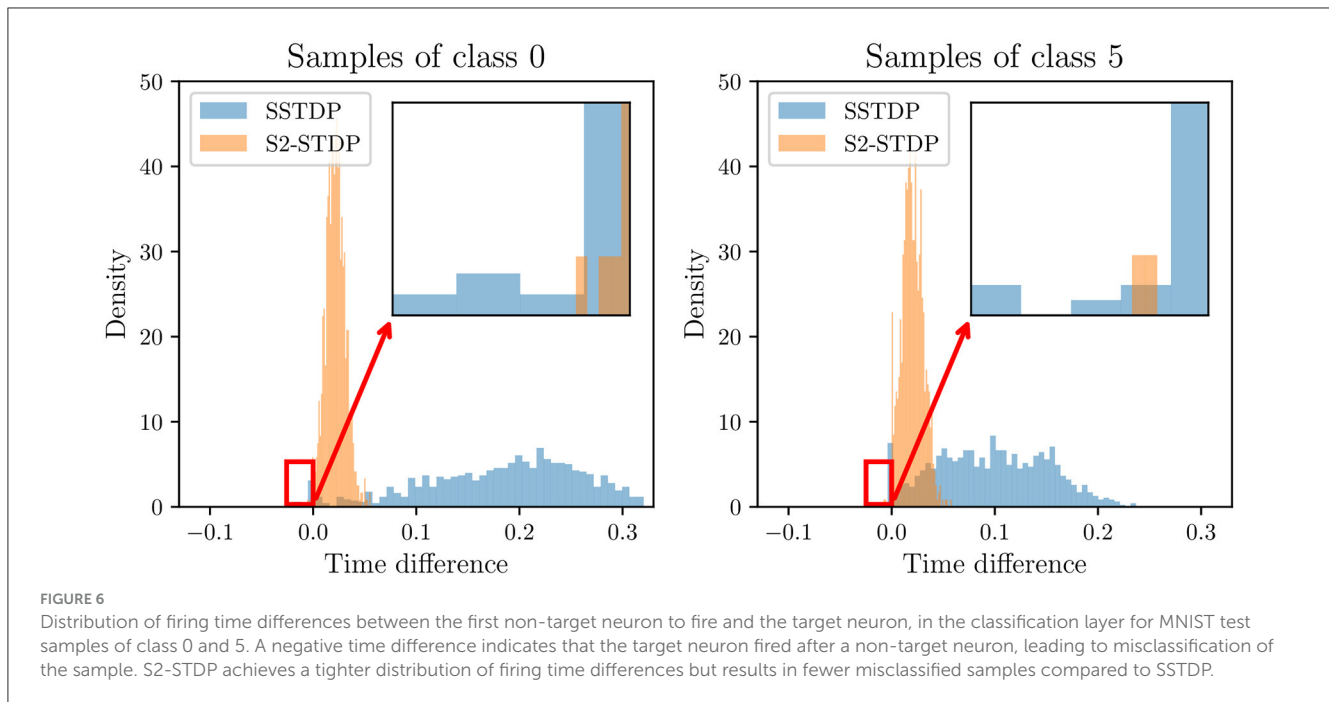 Samples of class 0
50
40
30
20
10
0
Density
SSTDP
S2-STDP
−0.1
0.0
0.1
0.2
0.3
Time difference
Samples of class 5
50
40
30
20
10
0
Density
SSTDP
S2-STDP
−0.1
0.0
0.1
0.2
0.3
Time difference
FIGURE 6
Distribution of firing time differences between the first non-target neuron to fire and the target neuron, in the classification layer for MNIST test
samples of class 0 and 5. A negative time difference indicates that the target neuron fired after a non-target neuron, leading to misclassification of
the sample. S2-STDP achieves a tighter distribution of firing time differences but results in fewer misclassified samples compared to SSTDP.